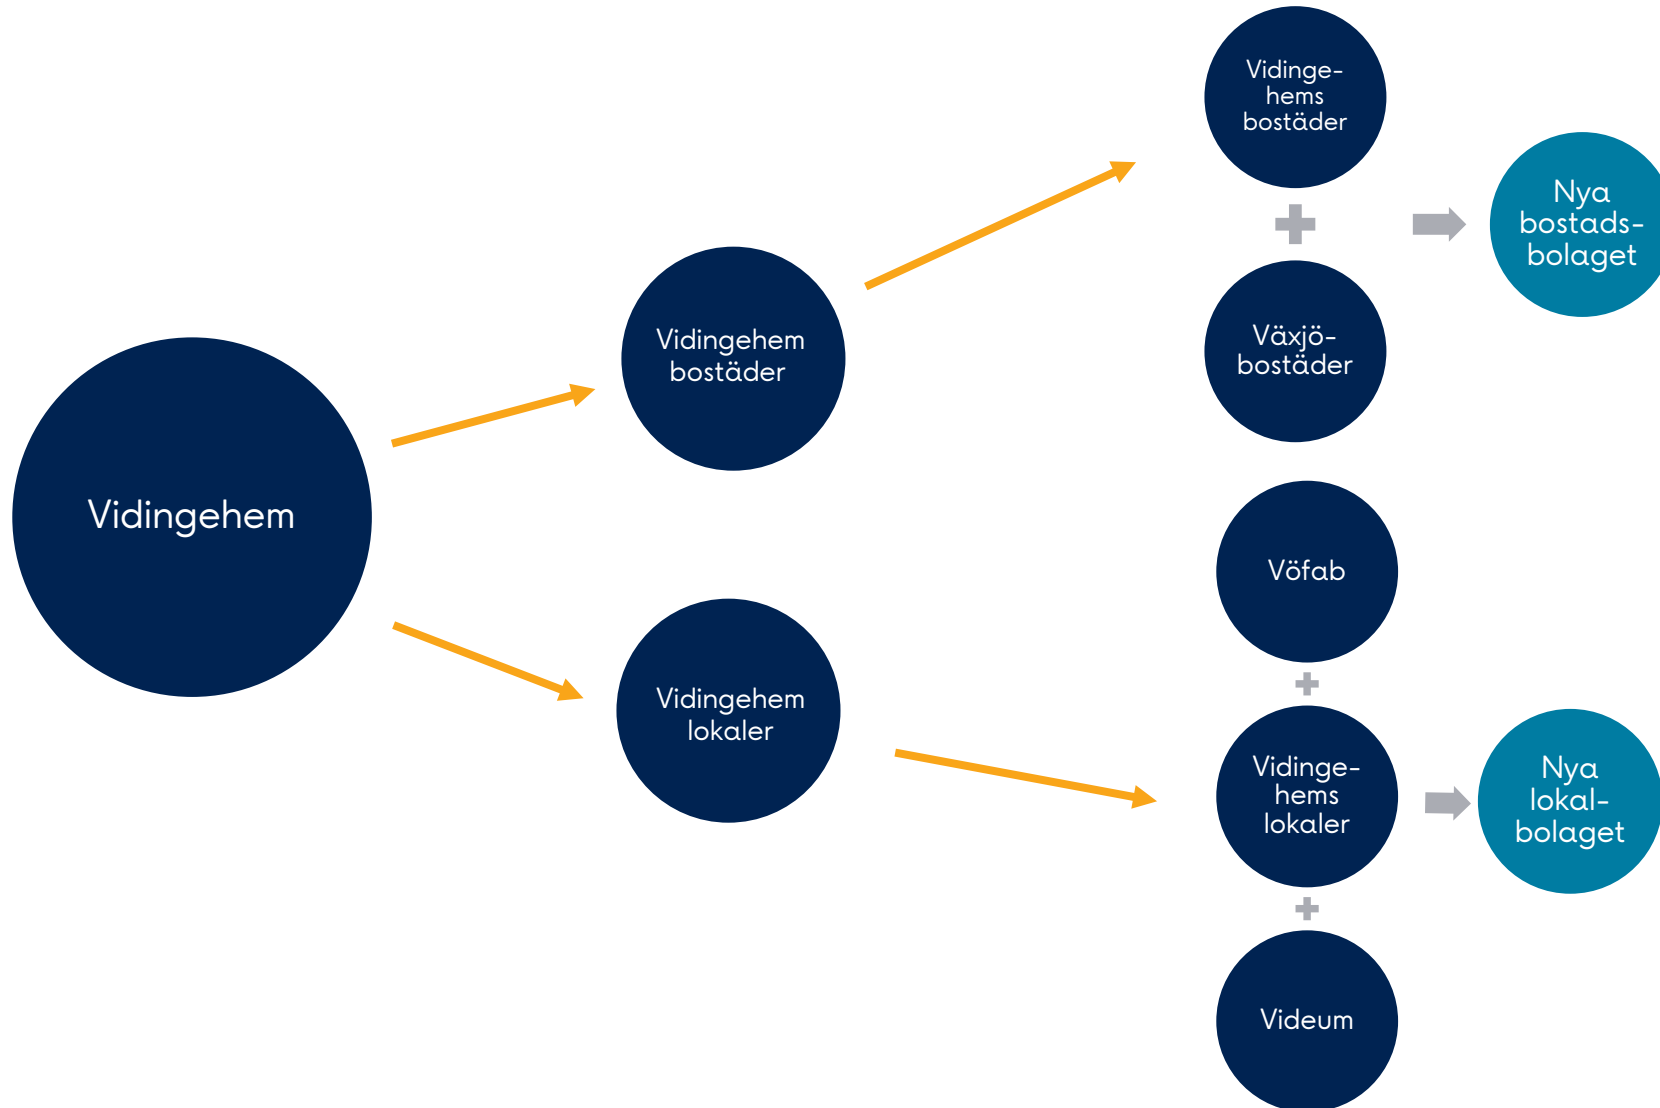 Vidingehem
Vidingehem
bostäder
Vidingehem
lokaler
Vidinge-
hems
bostäder
Växjö-
bostäder
Nya
bostads-
bolaget
Vöfab
Vidinge-
hems
lokaler
Videum
Nya
lokal-
bolaget